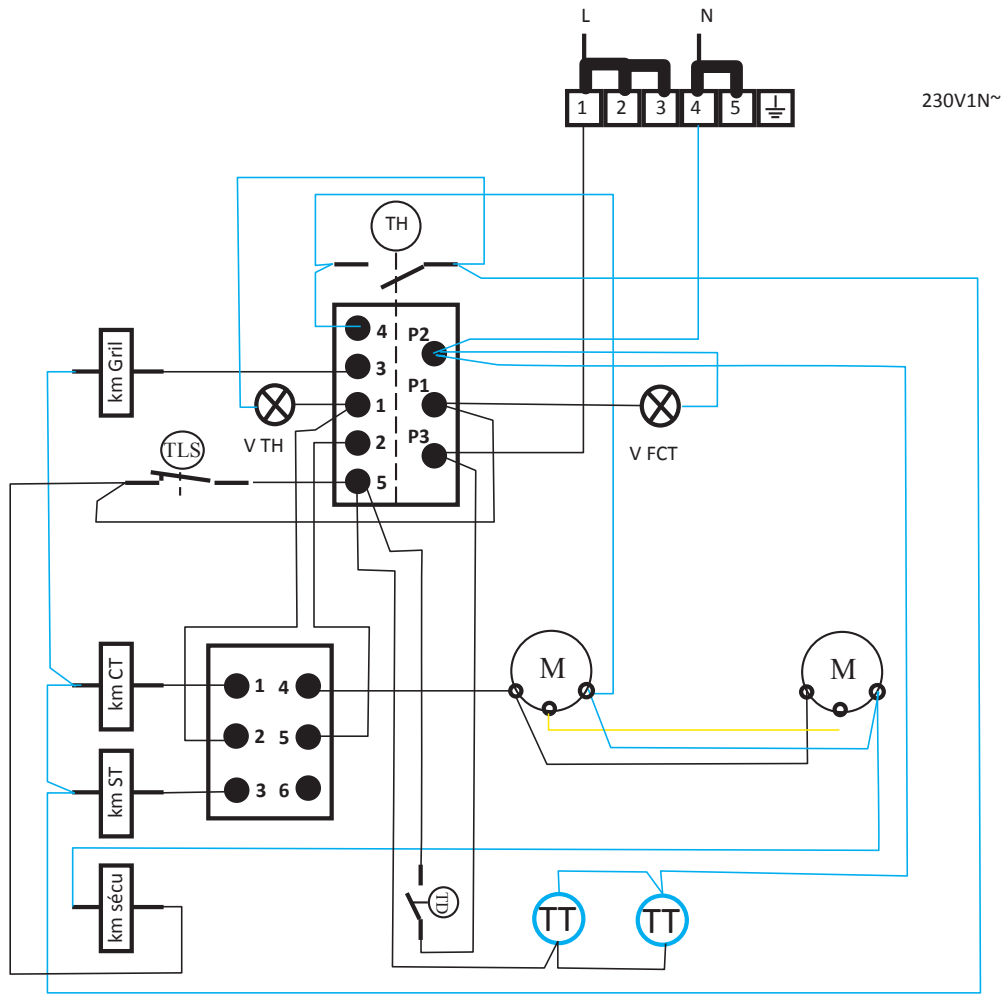 L N
1 2 3 4 5
230V1N~
TH
4 P2
3
1 P1
2
P3
5
km Gril
V TH
V FCT
TLS
km CT
1 4
2 5
3 6
M
M
km ST
km sécu
TD
TT TT